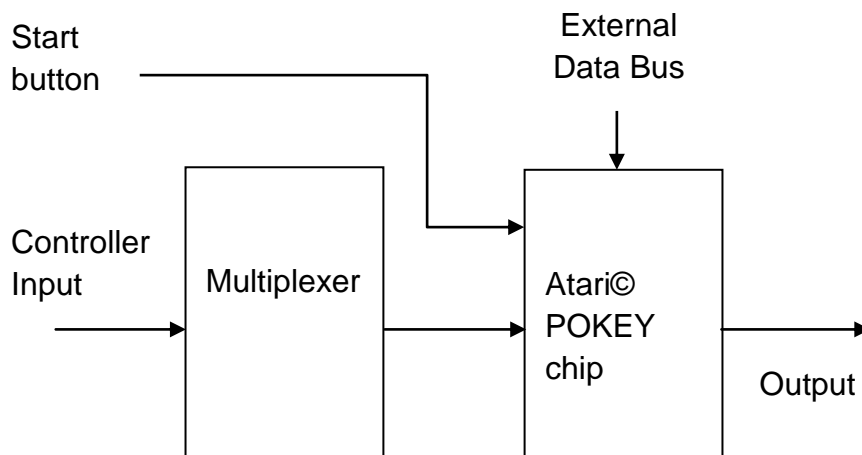 Start
button
External
Data Bus
Controller
Input
Multiplexer
Atari©
POKEY
chip
Output